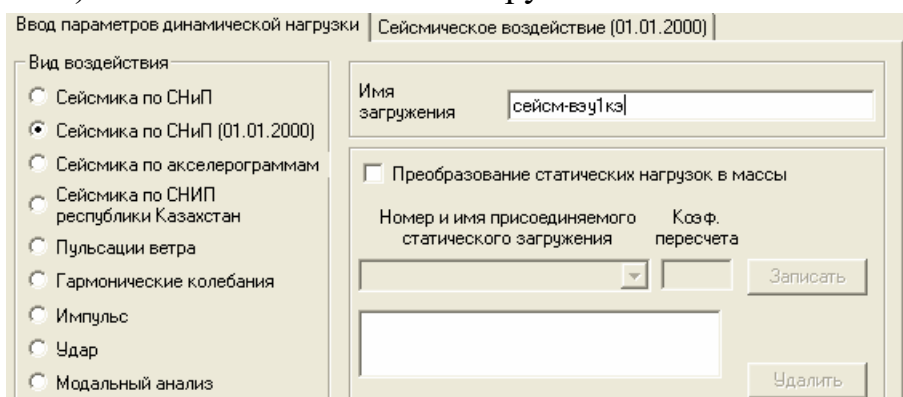 Ввод параметров динамической нагрузки
Сейсмическое воздействие (01.01.2000)
Вид воздействия
Сейсмика по СНиП
Сейсмика по СНиП (01.01.2000)
Сейсмика по акселерограммам
Сейсмика по СНИП
республики Казахстан
Пульсации ветра
Гармонические колебания
Импульс
Удар
Модальный анализ
Имя
загружения
сейсм-вэу1кэ
Преобразование статических нагрузок в массы
Номер и имя присоединяемого
статического загружения
Коэф.
пересчета
Записать
Удалить